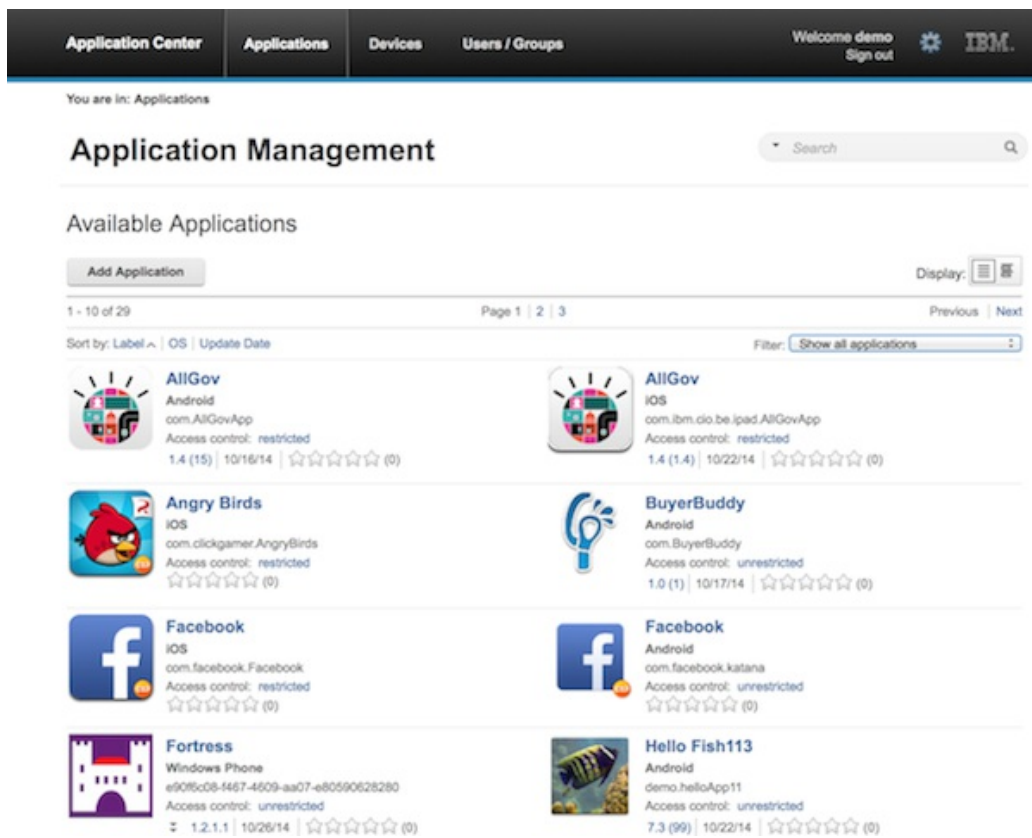 Application Center Applications Devices Users / Groups Welcome demo IBM.
Sign out
You are in: Applications
Application Management
Search
Available Applications
Add Application Display:
1 - 10 of 29 Page 1 | 2 | 3 Previous | Next
Sort by: Label | OS | Update Date Filter: Show all applications
AllGov
Android
com.AllGovApp
Access control: restricted
1.4 (15) | 10/16/14 | (0)
AllGov
iOS
com.ibm.cio.be.ipad.AllGovApp
Access control: restricted
1.4 (1.4) | 10/22/14 | (0)
Angry Birds
iOS
com.clickgamer.AngryBirds
Access control: restricted
(0)
BuyerBuddy
Android
com.BuyerBuddy
Access control: unrestricted
1.0 (1) | 10/17/14 | (0)
Facebook
iOS
com.facebook.Facebook
Access control: restricted
(0)
Facebook
Android
com.facebook.katana
Access control: unrestricted
(0)
Fortress
Windows Phone
e90f6c08-f467-4609-aa07-e80590628280
Access control: unrestricted
1.2.1.1 | 10/26/14 | (0)
Hello Fish113
Android
demo.helloApp11
Access control: unrestricted
7.3 (99) | 10/22/14 | (0)